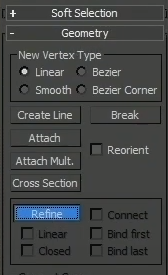 + Soft Selection
- Geometry
New Vertex Type
Linear Bezier
Smooth Bezier Corner
Create Line Break
Attach
Reorient
Attach Mult.
Cross Section
Refine Connect
Linear Bind first
Closed Bind last